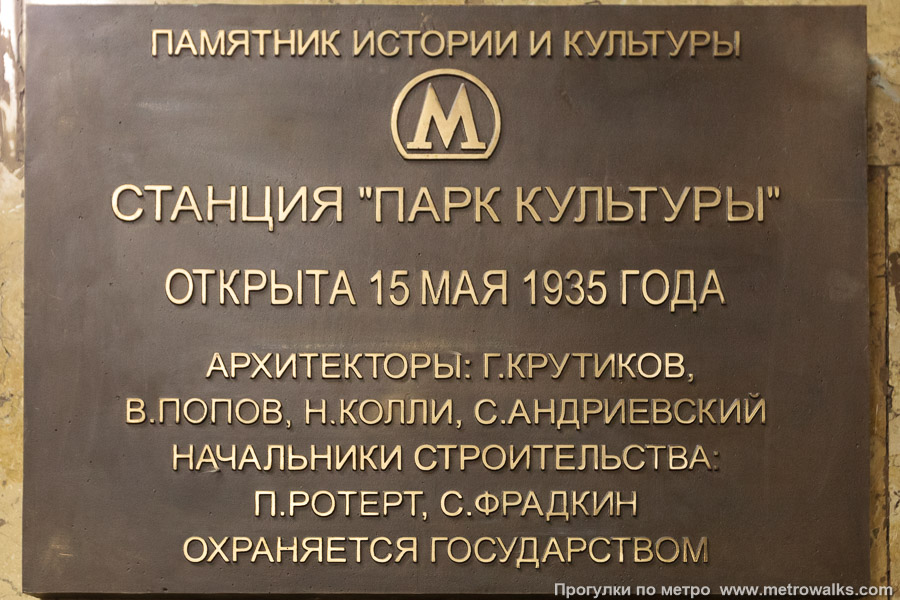 ПАМЯТНИК ИСТОРИИ И КУЛЬТУРЫ
М
СТАНЦИЯ "ПАРК КУЛЬТУРЫ"
ОТКРЫТА 15 МАЯ 1935 ГОДА
АРХИТЕКТОРЫ: Г.КРУТИКОВ,
В.ПОПОВ, Н.КОЛЛИ, С.АНДРИЕВСКИЙ
НАЧАЛЬНИКИ СТРОИТЕЛЬСТВА:
П.РОТЕРТ, С.ФРАДКИН
ОХРАНЯЕТСЯ ГОСУДАРСТВОМ
Прогулки по метро www.metrowalks.com